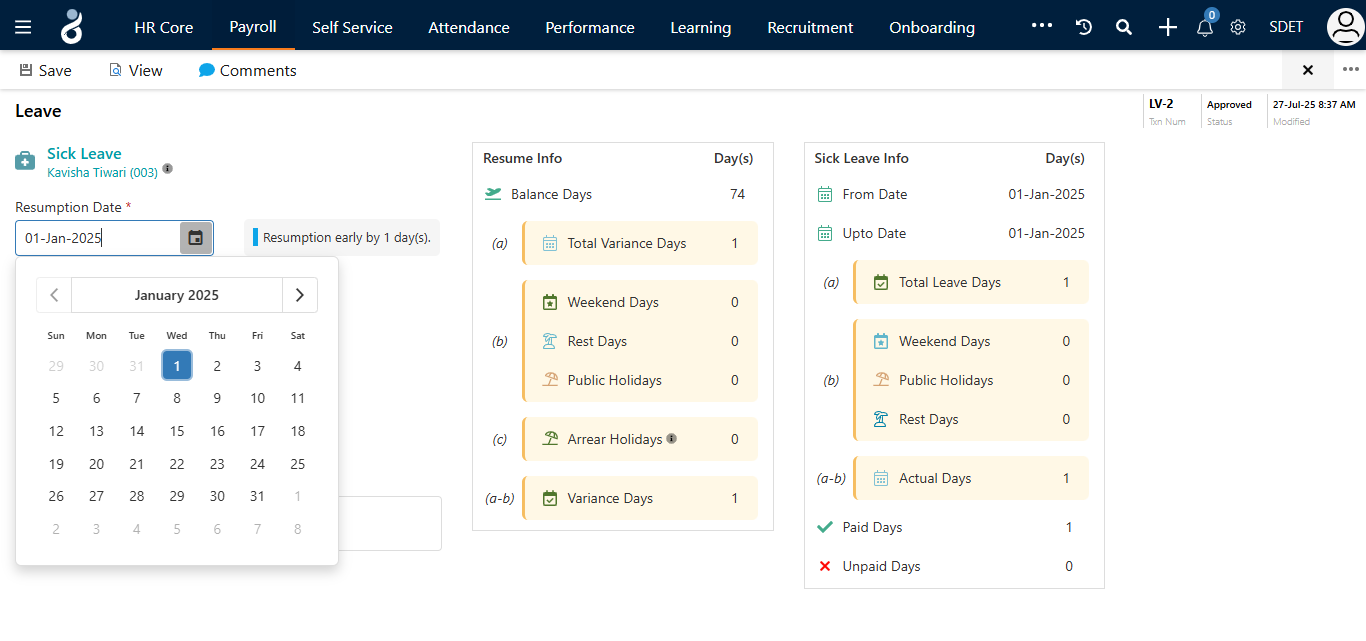 HR Core Payroll Self Service Attendance Performance Learning Recruitment Onboarding 0 SDET
Save View Comments
Leave
LV-2 Approved 27-Jul-25 8:37 AM
Txn Num Status Modified
Sick Leave
Kavisha Tiwari (003)
Resumption Date *
01-Jan-2025
Resumption early by 1 day(s).
January 2025
Sun Mon Tue Wed Thu Fri Sat
29 30 31 1 2 3 4
5 6 7 8 9 10 11
12 13 14 15 16 17 18
19 20 21 22 23 24 25
26 27 28 29 30 31 1
2 3 4 5 6 7 8
Resume Info Day(s)
Balance Days 74
(a) Total Variance Days 1
Weekend Days 0
(b) Rest Days 0
Public Holidays 0
(c) Arrear Holidays 0
(a-b) Variance Days 1
Sick Leave Info Day(s)
From Date 01-Jan-2025
Upto Date 01-Jan-2025
(a) Total Leave Days 1
Weekend Days 0
(b) Public Holidays 0
Rest Days 0
(a-b) Actual Days 1
Paid Days 1
Unpaid Days 0